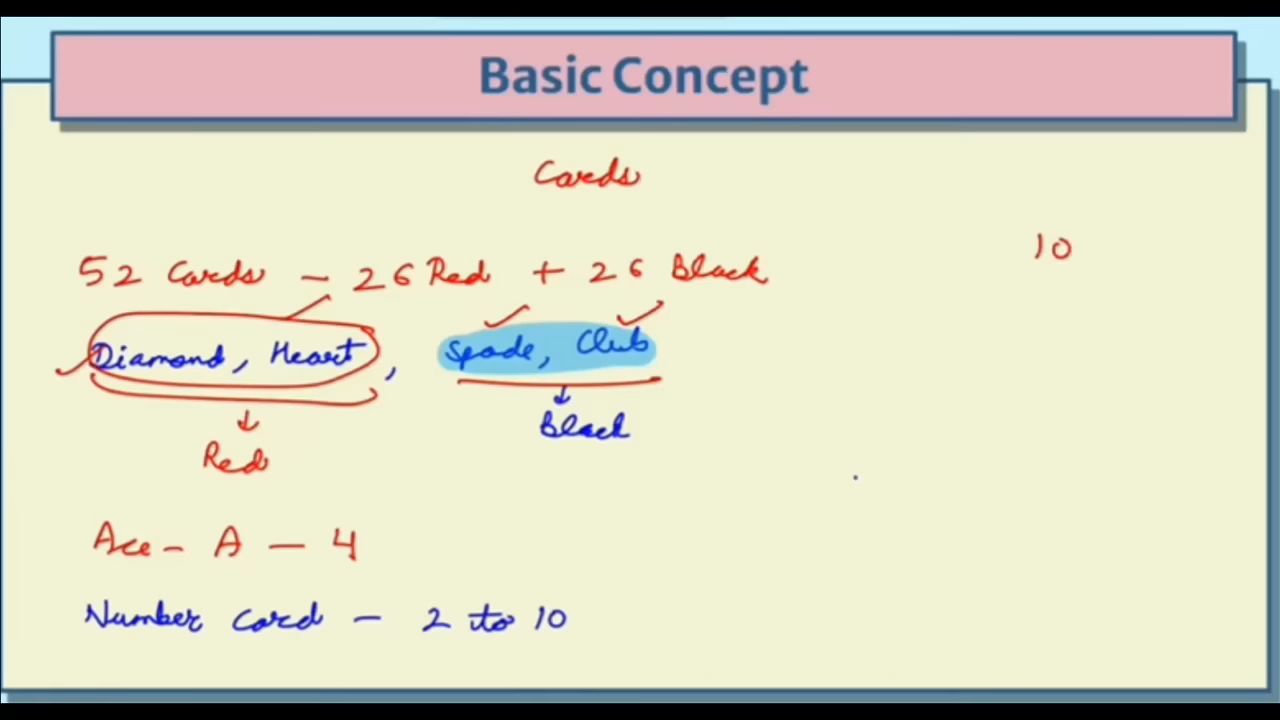 Basic Concept
Cards
10
52 Cards - 26 Red + 26 Black
Diamond, Heart, Spade, Club
Black
Red
Ace - A - 4
Number Card - 2 to 10